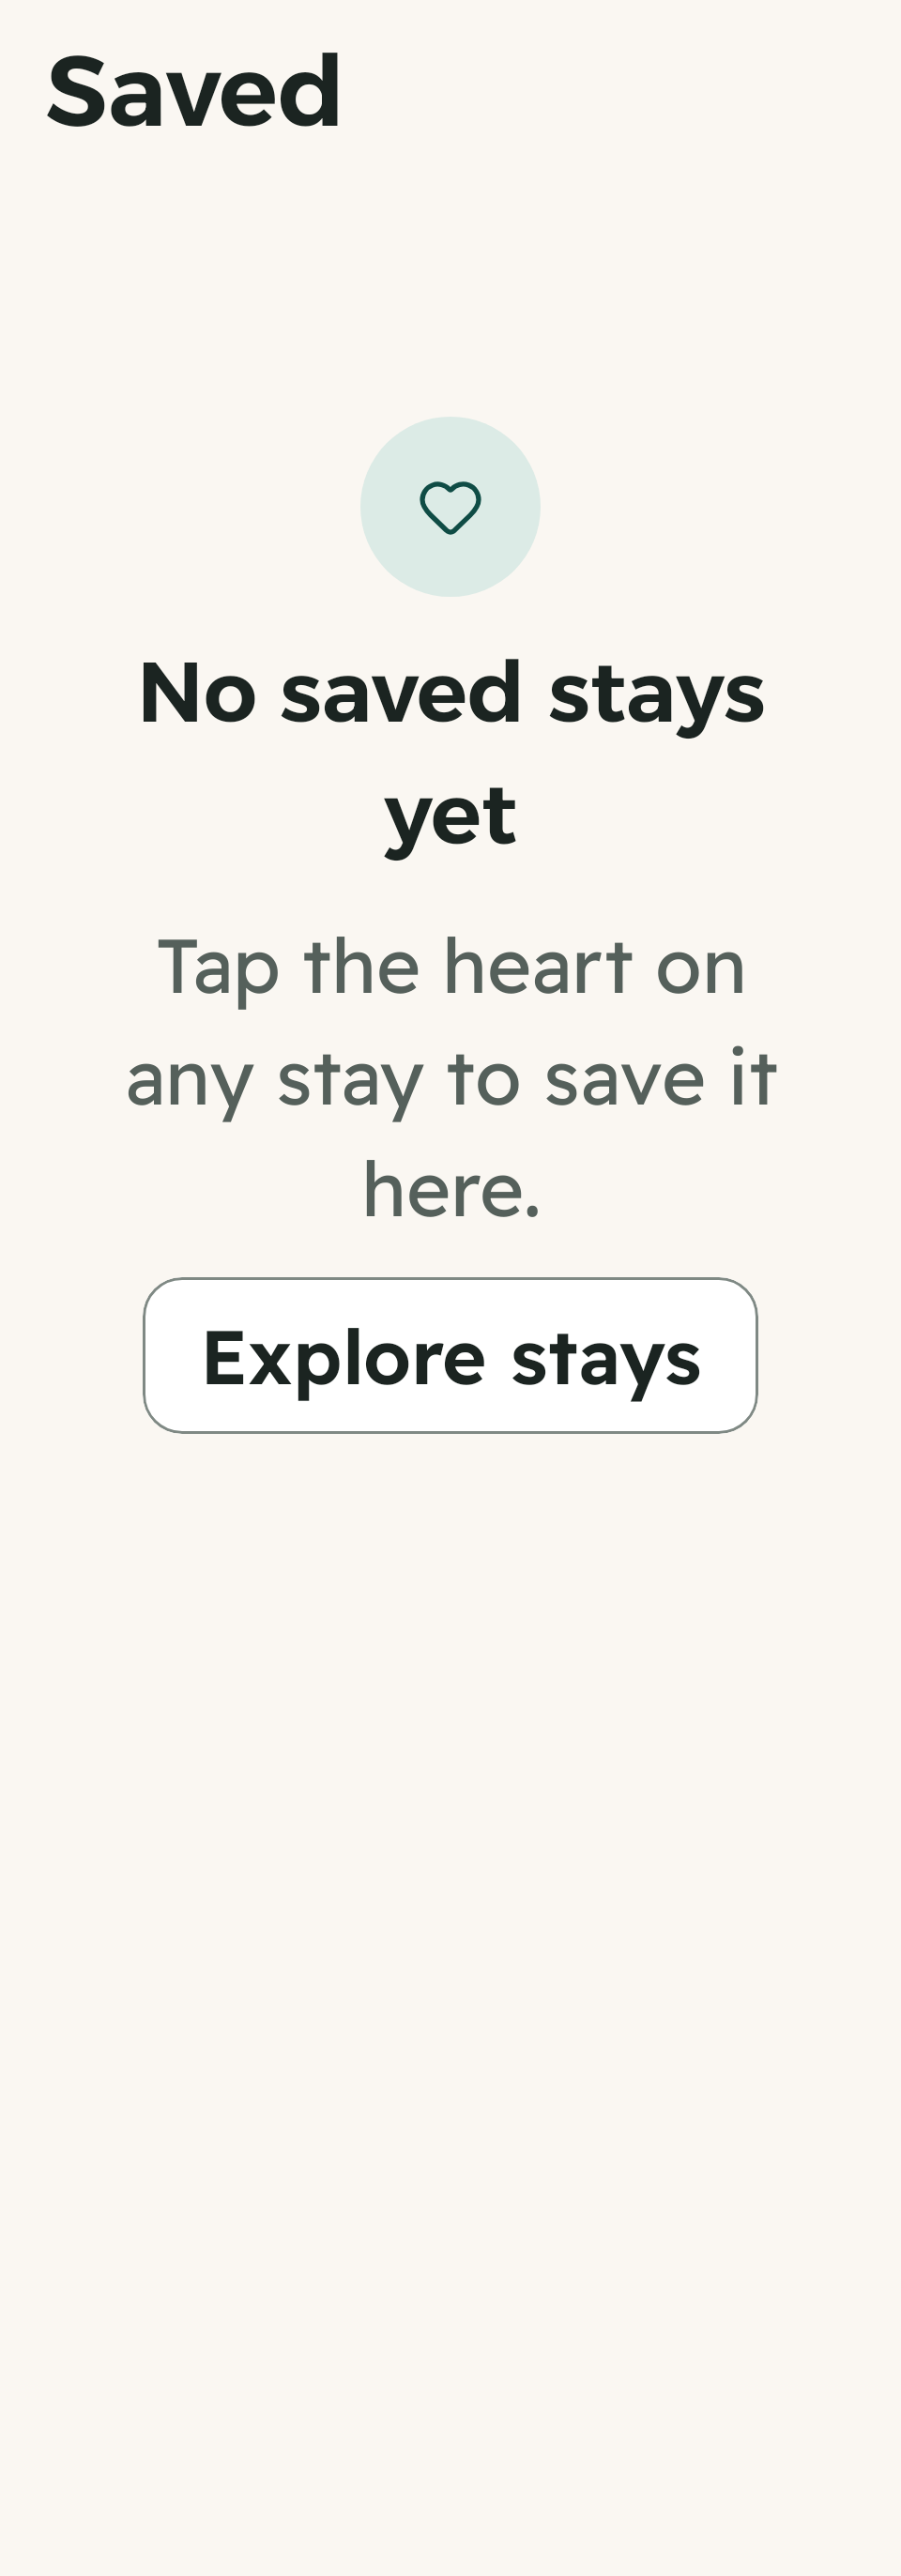 Saved
No saved stays
yet
Tap the heart on
any stay to save it
here.
Explore stays